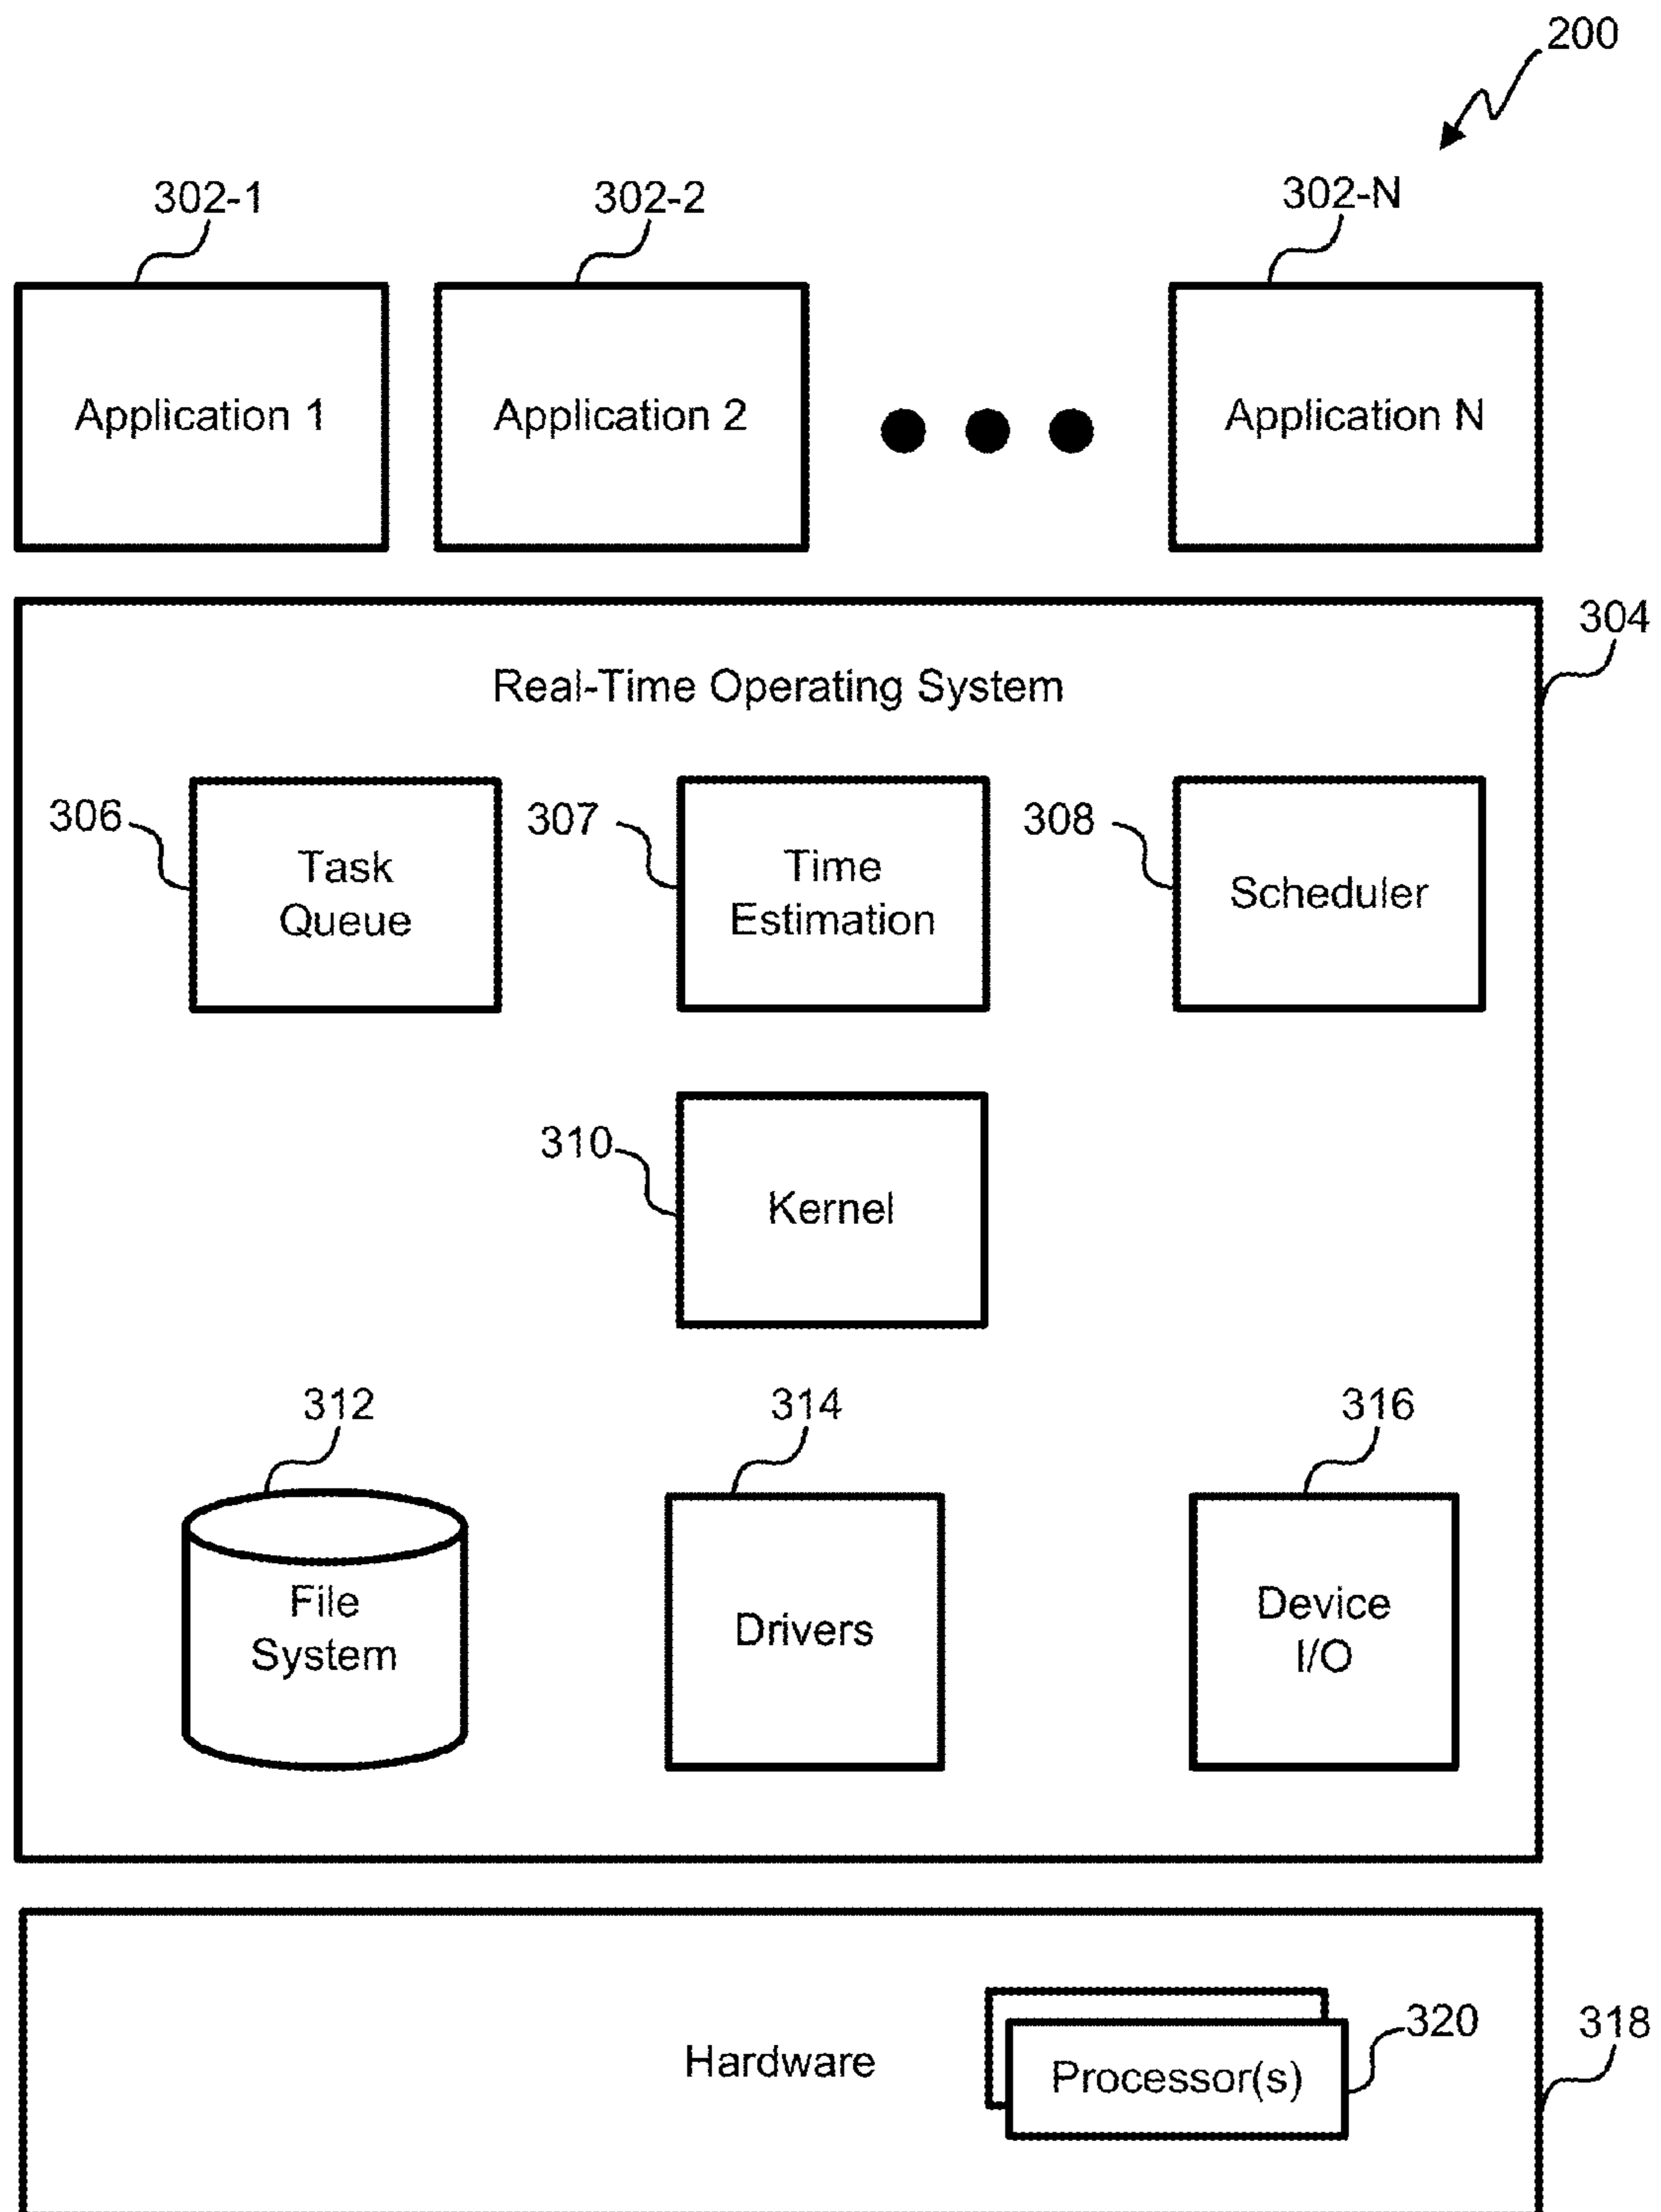 200
302-1
302-2
302-N
Application 1
Application 2
Application N
304
Real-Time Operating System
306
307
308
Task
Queue
Time
Estimation
Scheduler
310
Kernel
312
314
316
File
System
Drivers
Device
I/O
Hardware
Processor(s)
320
318